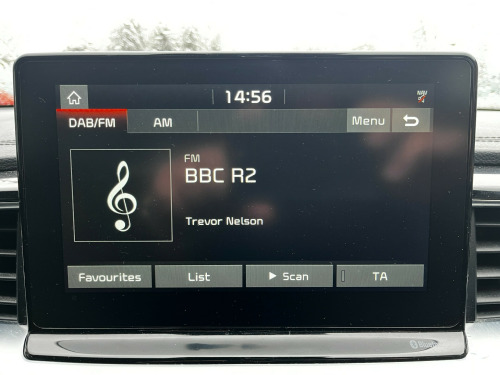 14:56
DAB/FM AM Menu
FM
BBC R2
Trevor Nelson
Favourites List Scan TA